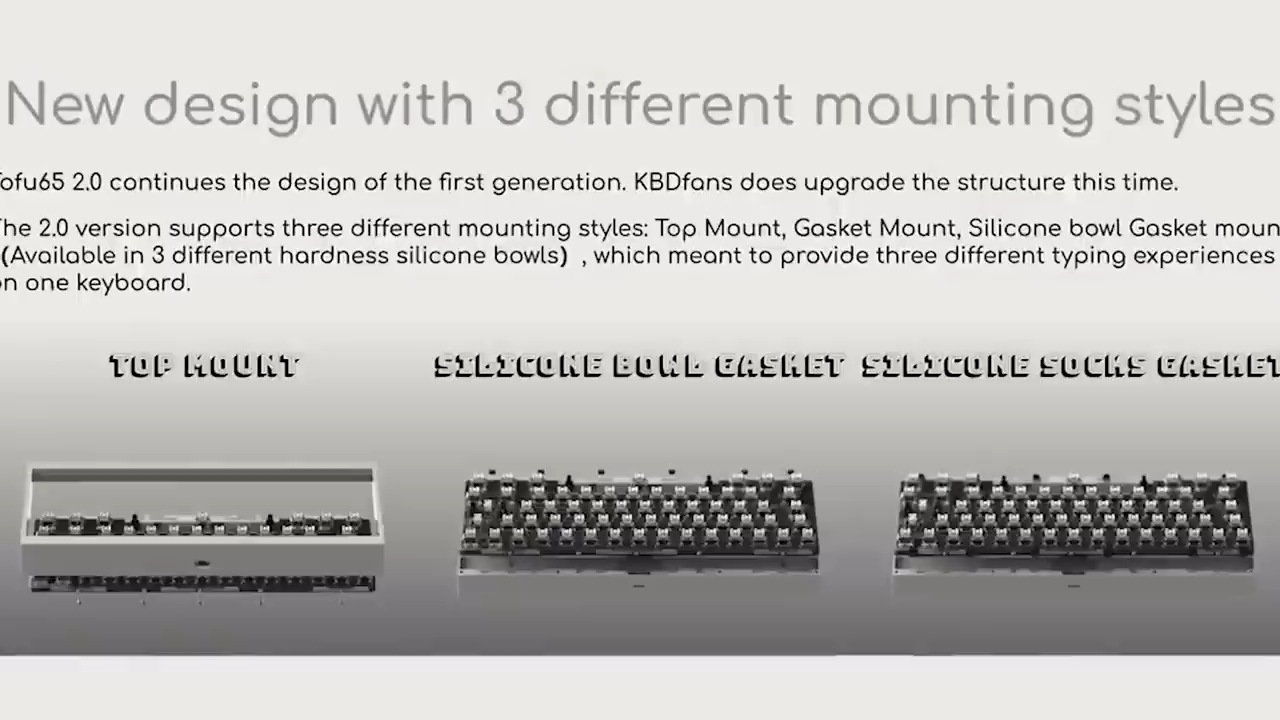 New design with 3 different mounting styles
ofu65 2.0 continues the design of the first generation. KBDfans does upgrade the structure this time.
he 2.0 version supports three different mounting styles: Top Mount, Gasket Mount, Silicone bowl Gasket moun
(Available in 3 different hardness silicone bowls) , which meant to provide three different typing experiences
n one keyboard.
TOP MOUNT SILICONE BOWL GASKET SILICONE SOCKS GASKET